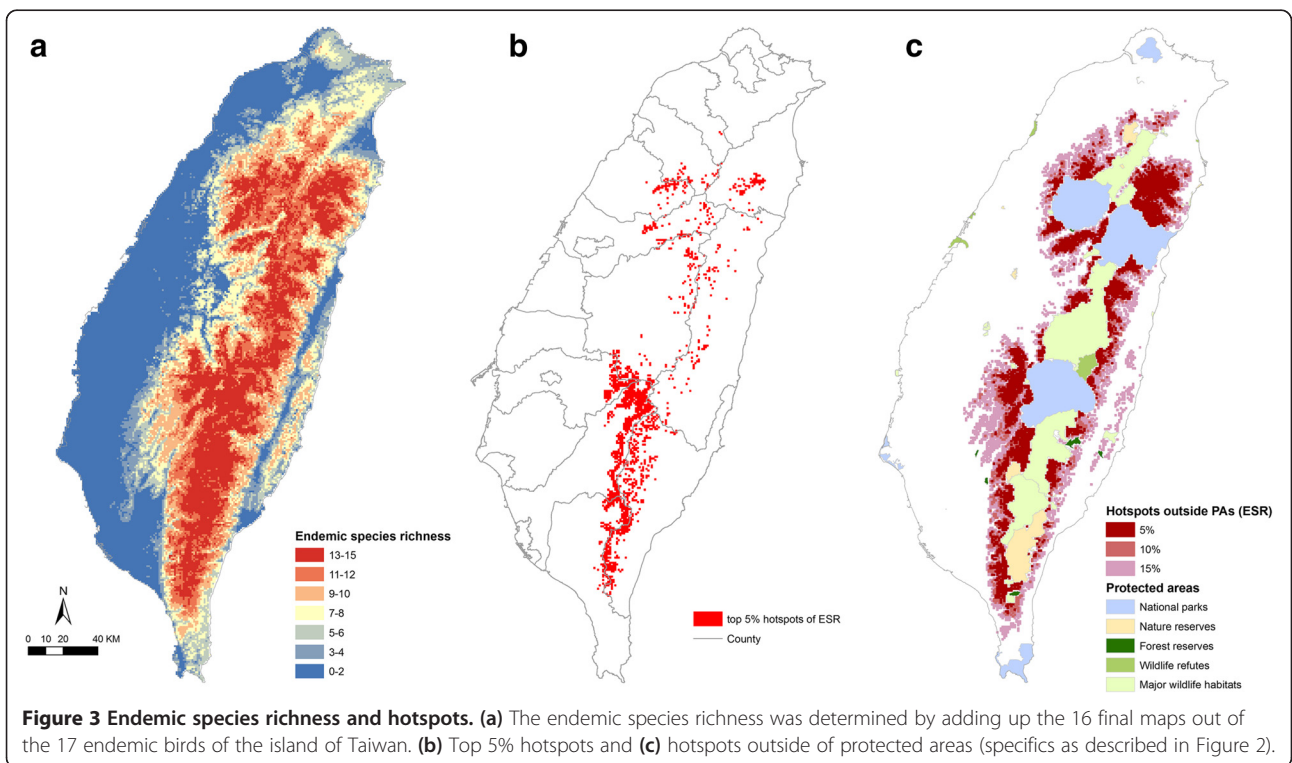 a
b
c
Endemic species richness
13-15
11-12
9-10
7-8
5-6
3-4
0-2
N
0 10 20 40 KM
top 5% hotspots of ESR
County
Hotspots outside PAs (ESR)
5%
10%
15%
Protected areas
National parks
Nature reserves
Forest reserves
Wildlife refutes
Major wildlife habitats
Figure 3 Endemic species richness and hotspots. (a) The endemic species richness was determined by adding up the 16 final maps out of
the 17 endemic birds of the island of Taiwan. (b) Top 5% hotspots and (c) hotspots outside of protected areas (specifics as described in Figure 2).